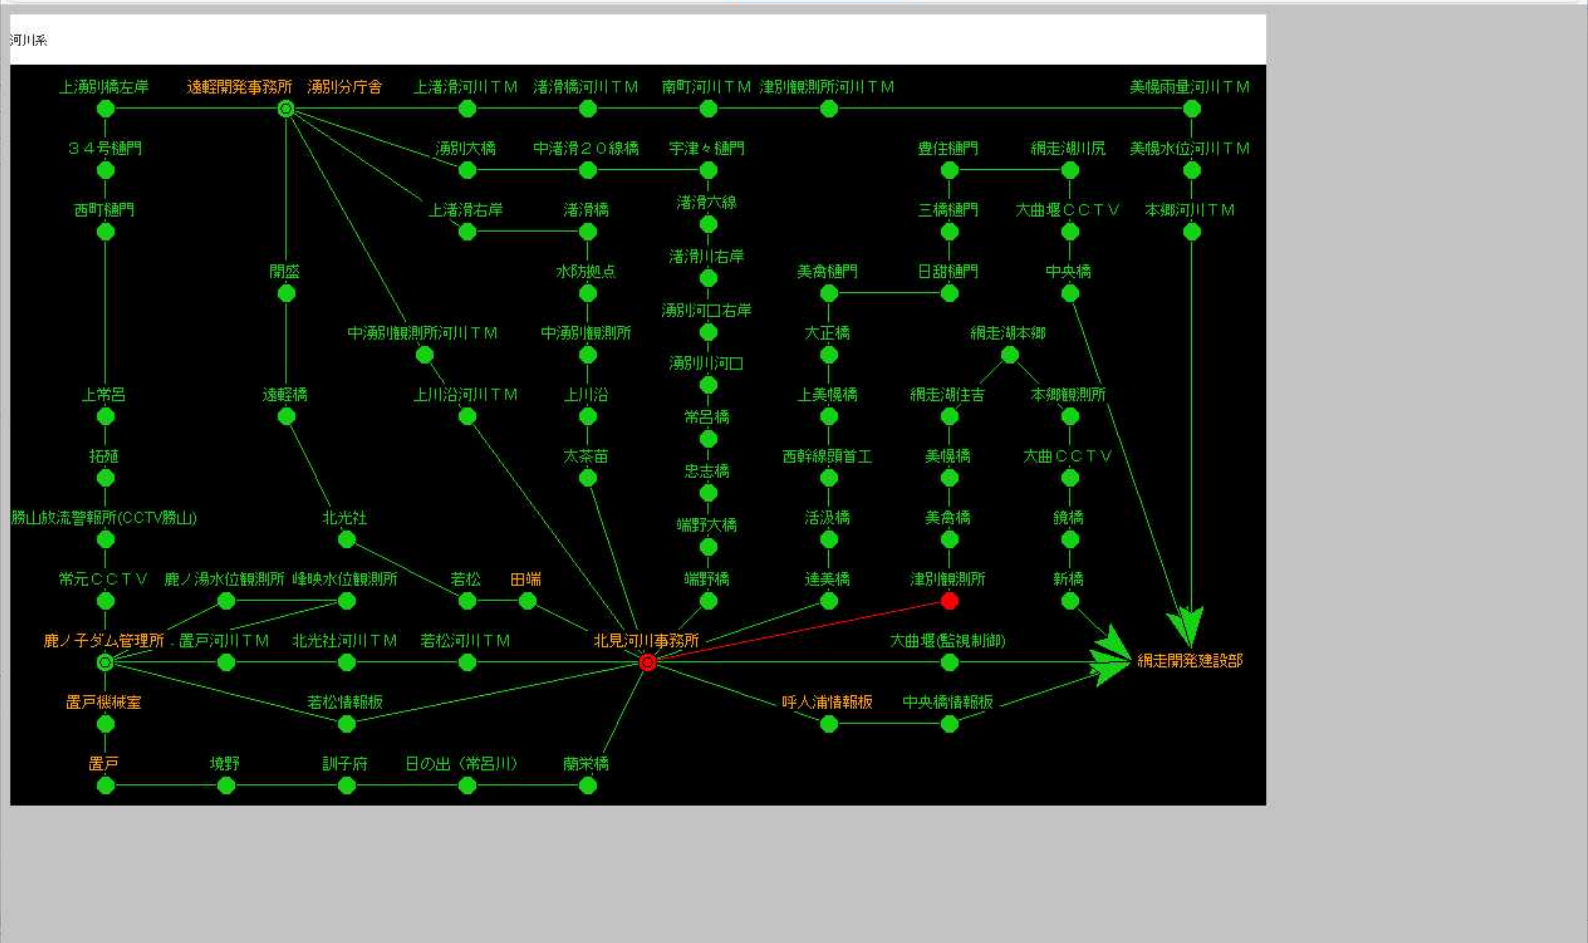 河川系
上湧別橋左岸 遠軽開発事務所 湧別分庁舎 上渚滑河川ＴＭ 渚滑橋河川ＴＭ 南町河川ＴＭ 津別観測所河川ＴＭ 美幌雨量河川ＴＭ
３４号樋門 湧別大橋 中渚滑２０線橋 宇津々樋門 豊住樋門 網走湖川尻 美幌水位河川ＴＭ
渚滑六線
西町樋門 上渚滑右岸 渚滑橋 三橋樋門 大曲堰ＣＣＴＶ 本郷河川ＴＭ
渚滑川右岸
開盛 水防拠点 美禽樋門 日甜樋門 中央橋
湧別河口右岸
中湧別観測所河川ＴＭ 中湧別観測所 大正橋 網走湖本郷
湧別川河口
上常呂 遠軽橋 上川沿河川ＴＭ 上川沿 上美幌橋 網走湖住吉 本郷観測所
常呂橋
拓殖 太茶苗 西幹線頭首工 美幌橋 大曲ＣＣＴＶ
忠志橋
勝山放流警報所(CCTV勝山) 北光社 活汲橋 美禽橋 鏡橋
端野大橋
常元ＣＣＴＶ 鹿ノ湯水位観測所 峰映水位観測所 若松 田端 端野橋 達美橋 津別観測所 新橋
鹿ノ子ダム管理所 置戸河川ＴＭ 北光社河川ＴＭ 若松河川ＴＭ 北見河川事務所 大曲堰(監視制御)
網走開発建設部
置戸機械室 若松情報板 呼人浦情報板 中央橋情報板
置戸 境野 訓子府 日の出（常呂川） 蘭栄橋